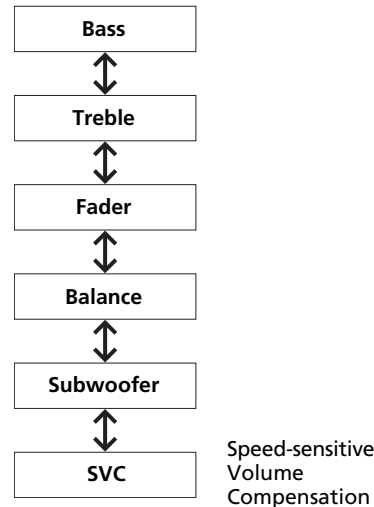 Bass
Treble
Fader
Balance
Subwoofer
SVC
Speed-sensitive
Volume
Compensation